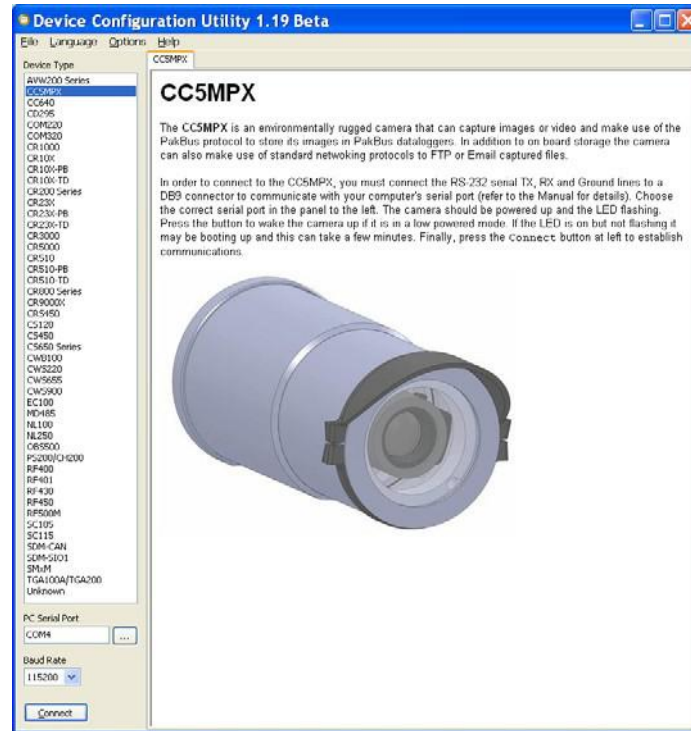 Device Configuration Utility 1.19 Beta
File Language Options Help
Device Type
CC5MPX
AVW200 Series
CC5MPX
CC640
CD295
COM220
COM320
CR1000
CR10X
CR10X-PB
CR10X-TD
CR200 Series
CR23X
CR23X-PB
CR23X-TD
CR3000
CR5000
CR510
CR510-PB
CR510-TD
CR800 Series
CR9000X
CRS450
CS120
CS450
CS650 Series
CWB100
CWS220
CWS655
CWS900
EC100
MD485
NL100
NL250
OBS500
PS200/CH200
RF400
RF401
RF430
RF450
RF500M
SC105
SC115
SDM-CAN
SDM-SIO1
SMxM
TGA100A/TGA200
Unknown
PC Serial Port
COM4
...
Baud Rate
115200
Connect
CC5MPX
The CC5MPX is an environmentally rugged camera that can capture images or video and make use of the
PakBus protocol to store its images in PakBus dataloggers. In addition to on board storage the camera
can also make use of standard netwoking protocols to FTP or Email captured files.
In order to connect to the CC5MPX, you must connect the RS-232 serial TX, RX and Ground lines to a
DB9 connector to communicate with your computer's serial port (refer to the Manual for details). Choose
the correct serial port in the panel to the left. The camera should be powered up and the LED flashing.
Press the button to wake the camera up if it is in a low powered mode. If the LED is on but not flashing it
may be booting up and this can take a few minutes. Finally, press the Connect button at left to establish
communications.